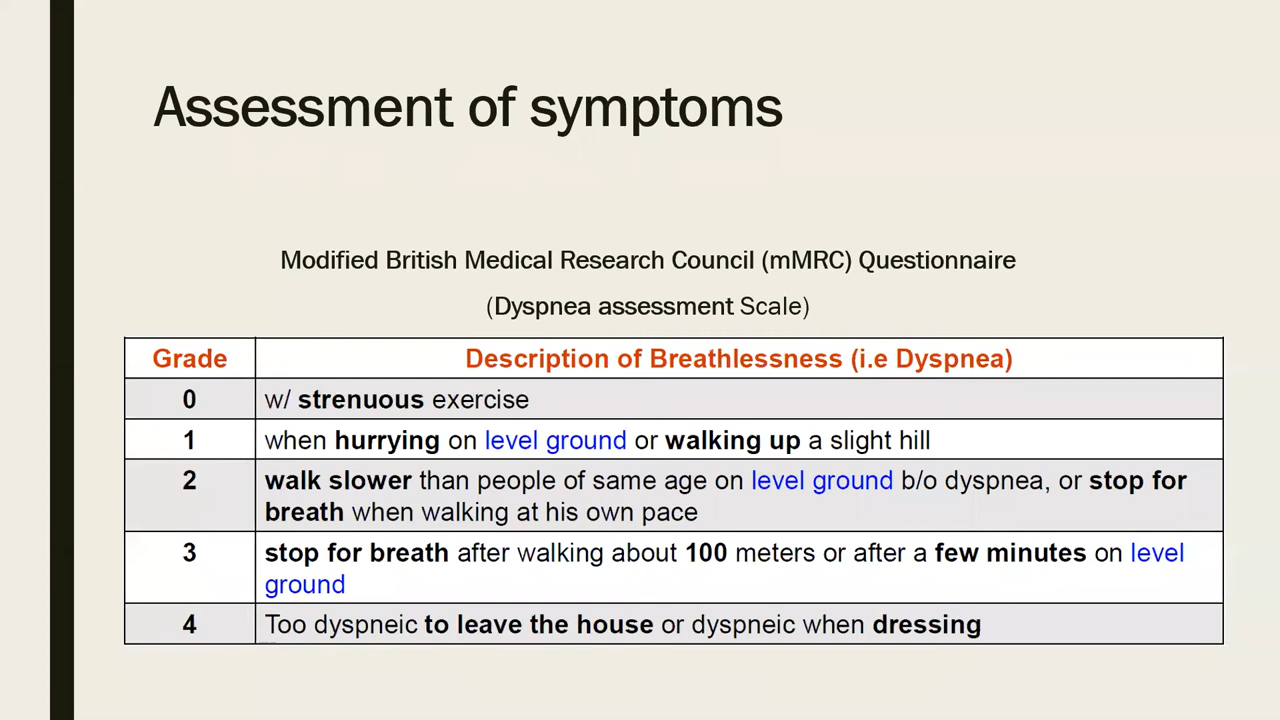 Assessment of symptoms
Modified British Medical Research Council (mMRC) Questionnaire
(Dyspnea assessment Scale)
Grade Description of Breathlessness (i.e Dyspnea)
0 w/ strenuous exercise
1 when hurrying on level ground or walking up a slight hill
2 walk slower than people of same age on level ground b/o dyspnea, or stop for
breath when walking at his own pace
3 stop for breath after walking about 100 meters or after a few minutes on level
ground
4 Too dyspneic to leave the house or dyspneic when dressing